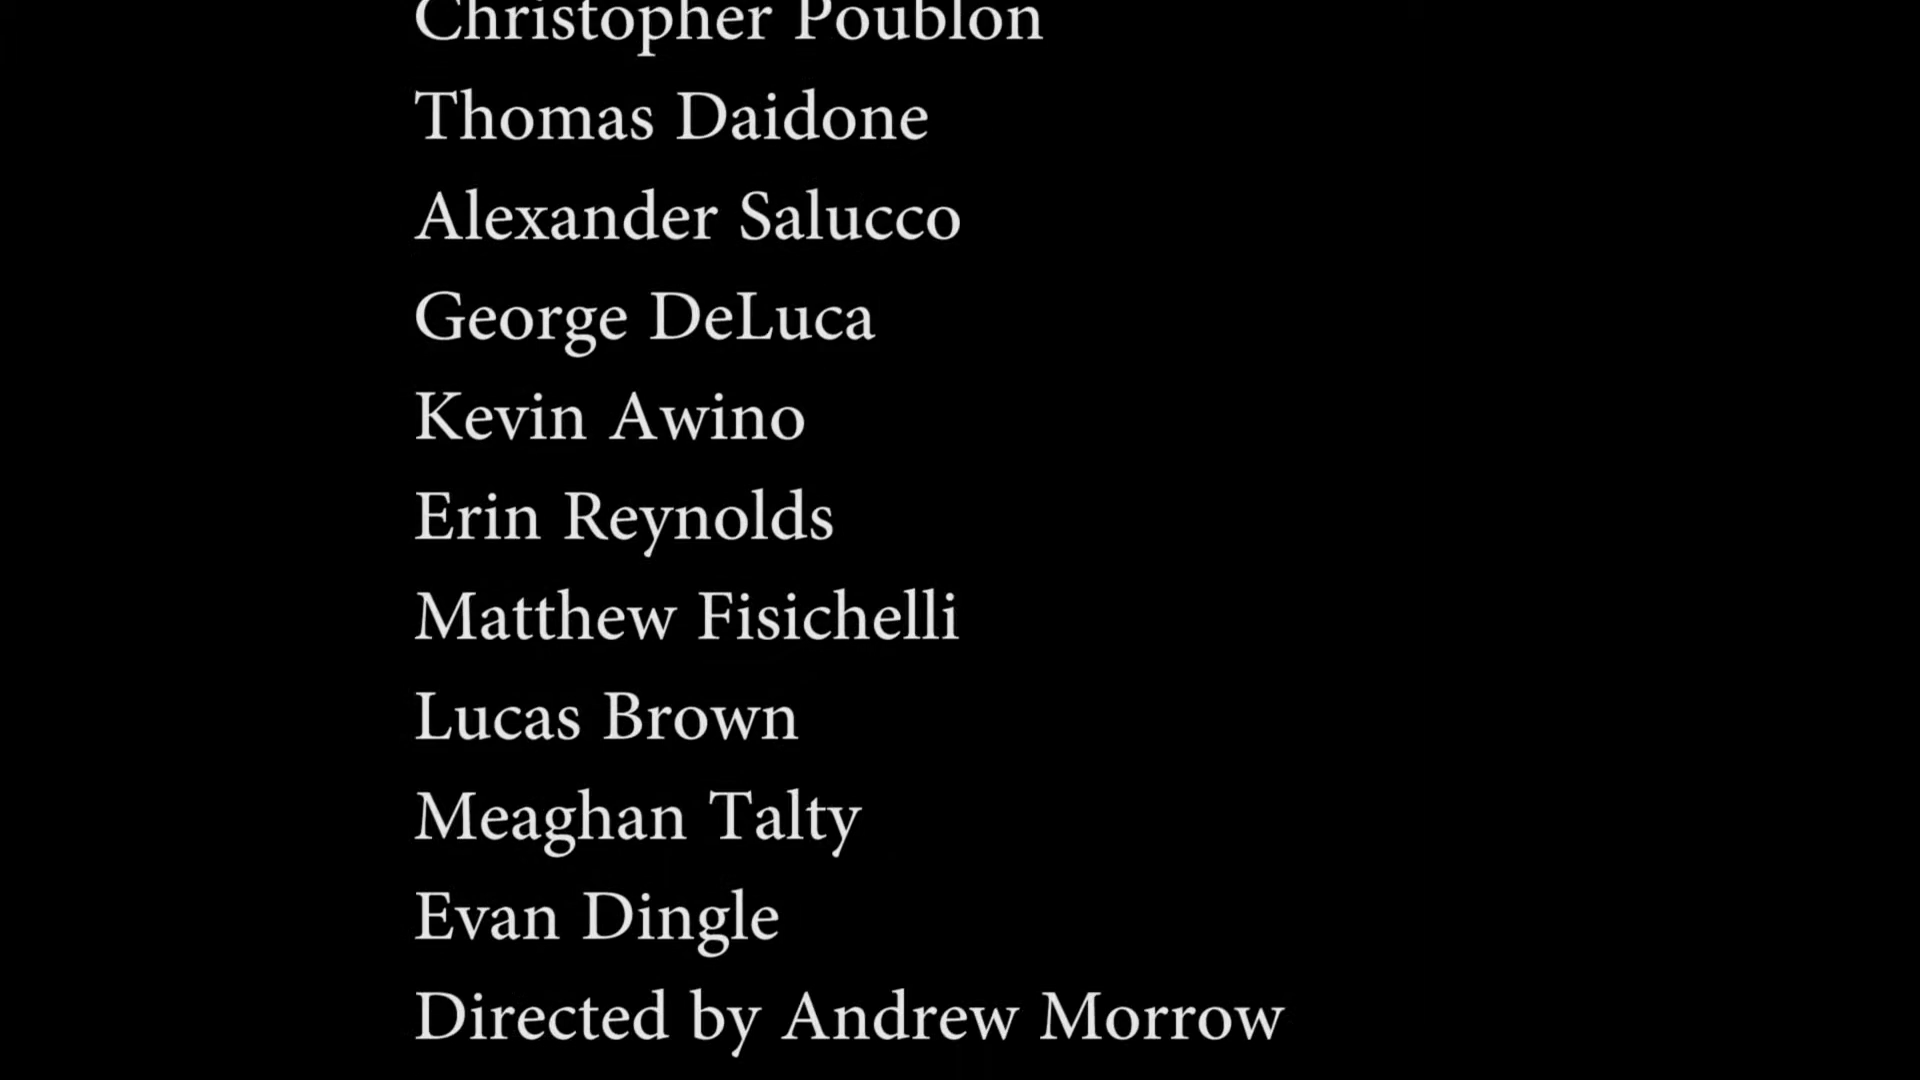 Christopher Poublon
Thomas Daidone
Alexander Salucco
George DeLuca
Kevin Awino
Erin Reynolds
Matthew Fisichelli
Lucas Brown
Meaghan Talty
Evan Dingle
Directed by Andrew Morrow